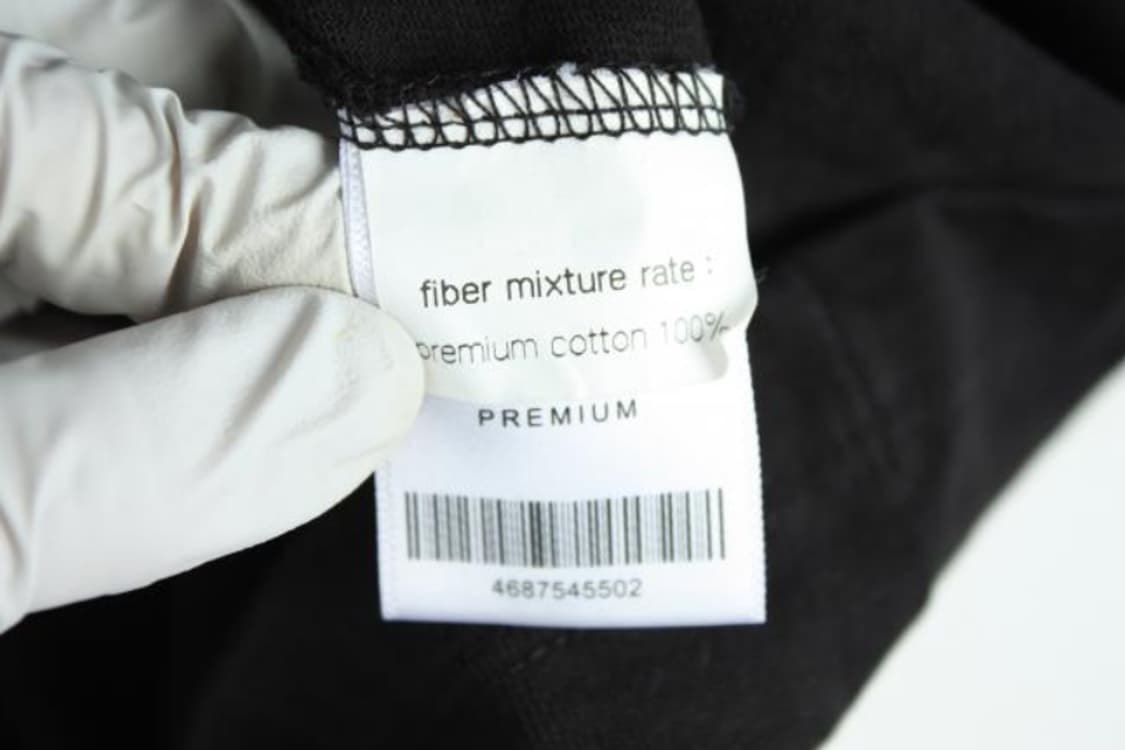 fiber mixture rate :
premium cotton 100%
PREMIUM
4687545502